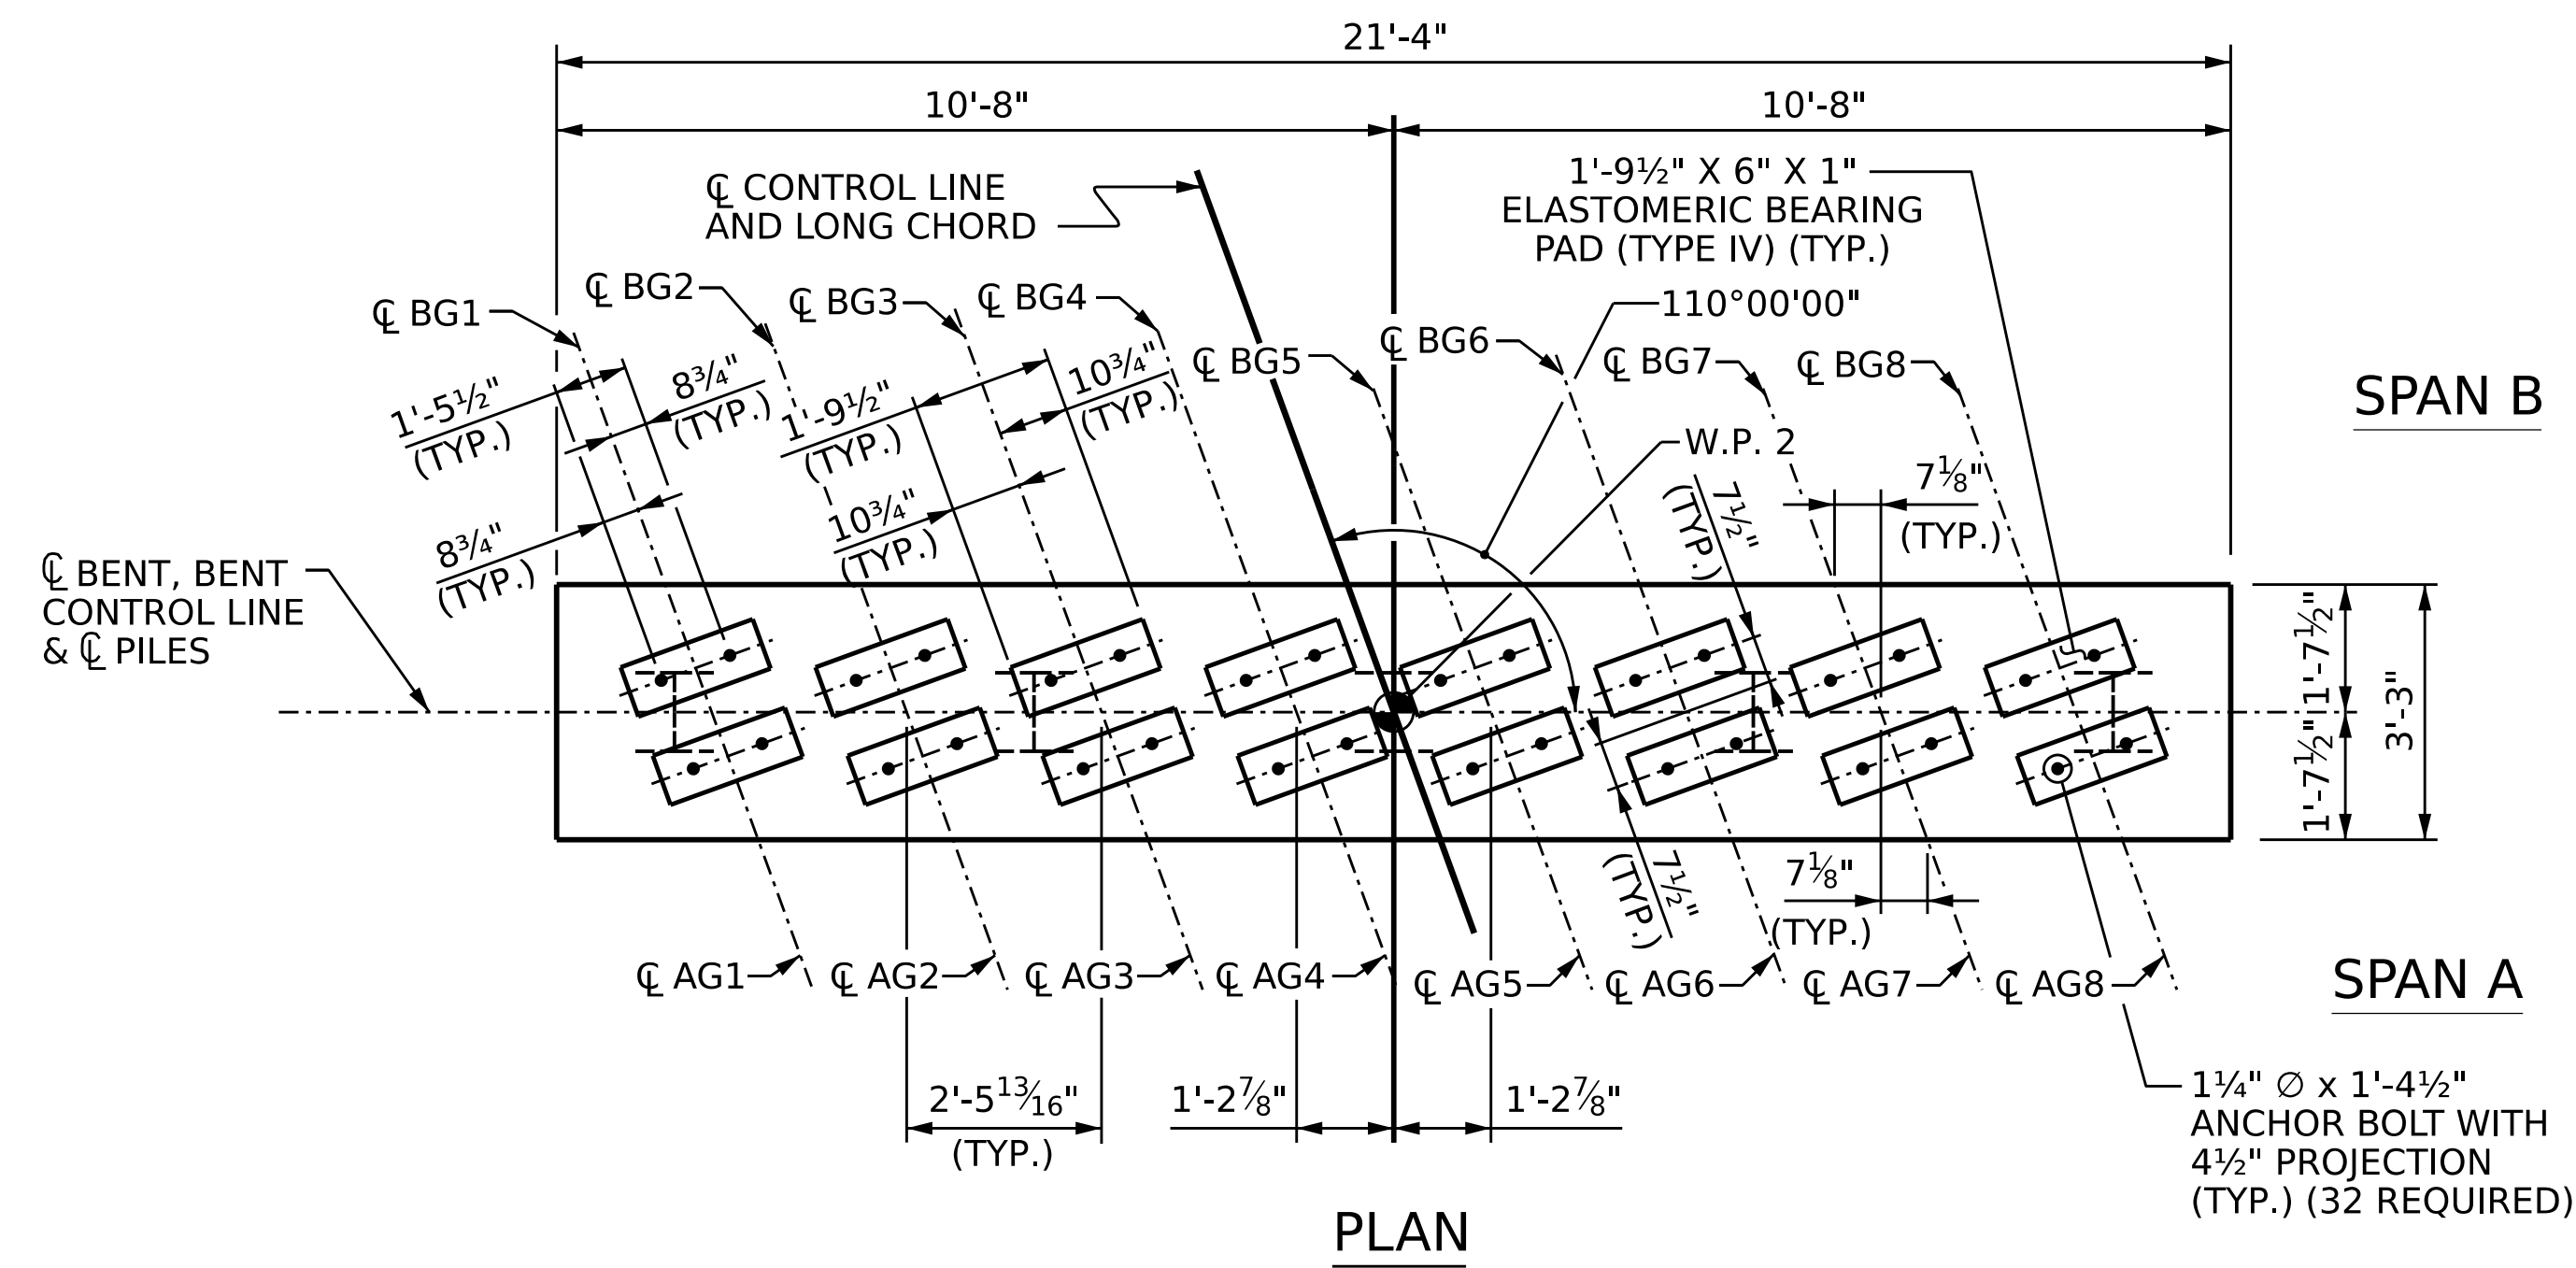 21'-4"
10'-8"
10'-8"
℄ CONTROL LINE
AND LONG CHORD
1'-9½" X 6" X 1"
ELASTOMERIC BEARING
PAD (TYPE IV) (TYP.)
℄ BG1
℄ BG2
℄ BG3
℄ BG4
110°00'00"
℄ BG5
℄ BG6
℄ BG7
℄ BG8
1'-5½"
(TYP.)
8¾"
(TYP.)
1'-9½"
(TYP.)
10¾"
(TYP.)
SPAN B
W.P. 2
7½"
(TYP.)
7⅛"
(TYP.)
8¾"
(TYP.)
10¾"
(TYP.)
℄ BENT, BENT
CONTROL LINE
& ℄ PILES
1'-7½"
1'-7½"
3'-3"
7½"
(TYP.)
7⅛"
(TYP.)
℄ AG1
℄ AG2
℄ AG3
℄ AG4
℄ AG5
℄ AG6
℄ AG7
℄ AG8
SPAN A
2'-5 13⁄16"
(TYP.)
1'-2⅞"
1'-2⅞"
1¼" ∅ x 1'-4½"
ANCHOR BOLT WITH
4½" PROJECTION
(TYP.) (32 REQUIRED)
PLAN